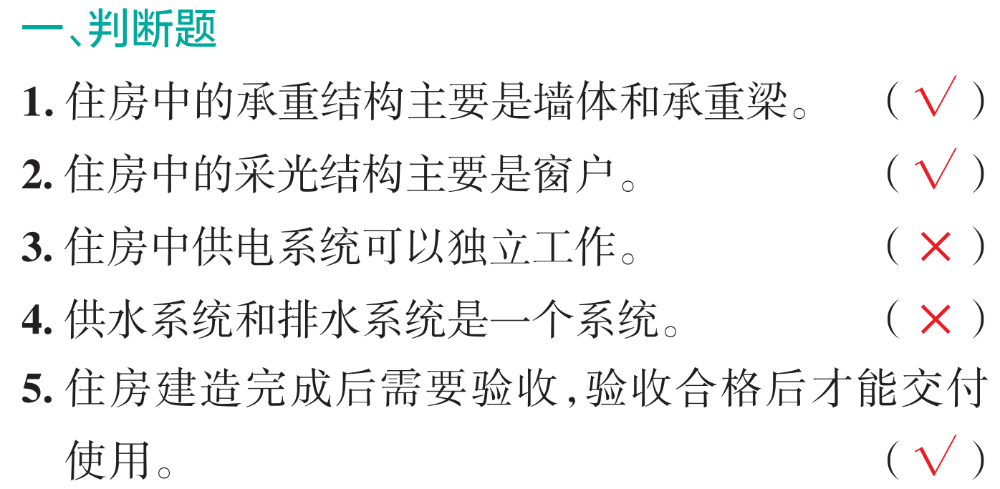 一、判断题
1. 住房中的承重结构主要是墙体和承重梁。 (√)
2. 住房中的采光结构主要是窗户。 (√)
3. 住房中供电系统可以独立工作。 (×)
4. 供水系统和排水系统是一个系统。 (×)
5. 住房建造完成后需要验收,验收合格后才能交付
使用。 (√)